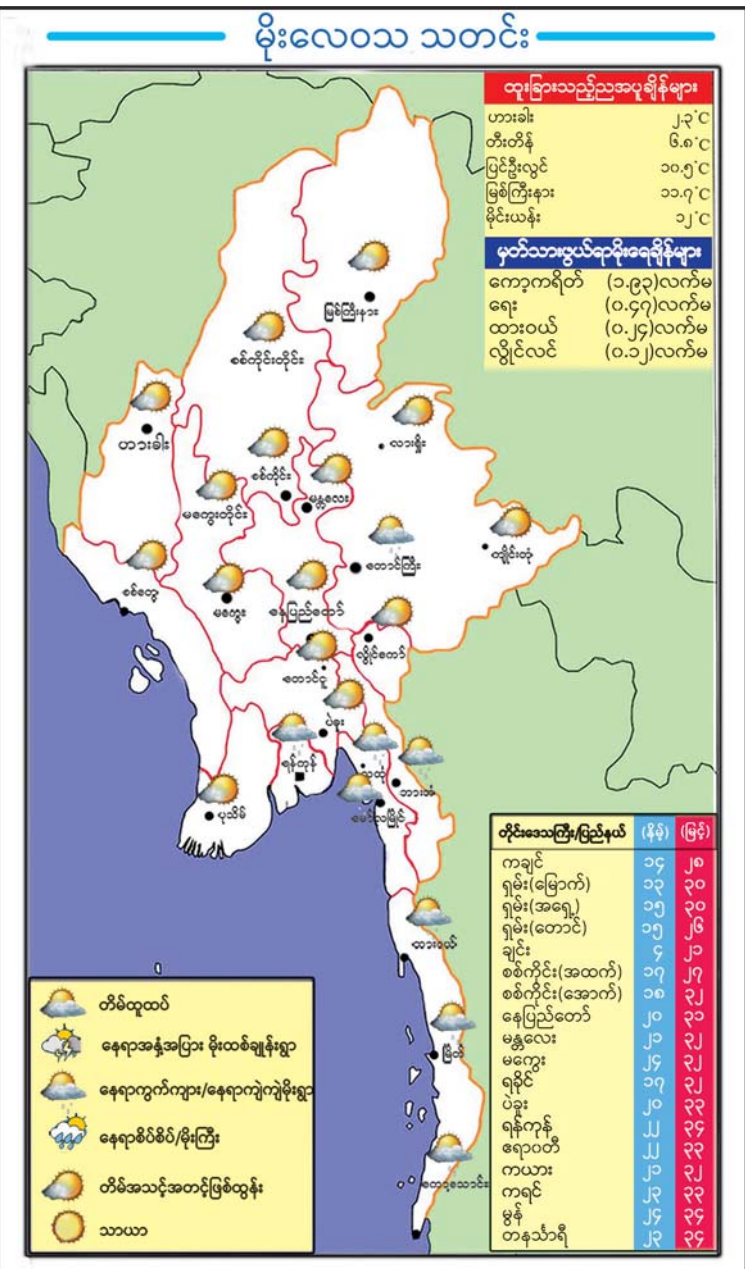 မိုးလေဝသ သတင်း
ထူးခြားသည့်ညအပူချိန်များ
ဟားခါး ၂.၃°C
တီးတိန် ၆.၈°C
ပြင်ဦးလွင် ၁၀.၅°C
မြစ်ကြီးနား ၁၁.၇°C
မိုင်းယန်း ၁၂°C
မှတ်သားဖွယ်ရာမိုးရေချိန်များ
ကော့ကရိတ် (၁.၉၃)လက်မ
ရေး (၀.၄၇)လက်မ
ထားဝယ် (၀.၂၄)လက်မ
လွိုင်လင် (၀.၁၂)လက်မ
မြစ်ကြီးနား
စစ်ကိုင်းတိုင်း
ဟားခါး
လားရှိုး
စစ်ကိုင်း
မန္တလေး
မကွေးတိုင်း
ကျိုင်းတုံ
တောင်ကြီး
စစ်တွေ
မကွေး
နေပြည်တော်
လွိုင်ကော်
တောင်ငူ
ပဲခူး
ရန်ကုန်
သထုံ
ဘားအံ
မော်လမြိုင်
ပုသိမ်
ထားဝယ်
မြိတ်
ကော့သောင်း
တိုင်းဒေသကြီး/ပြည်နယ် (နိမ့်) (မြင့်)
ကချင် ၁၄ ၂၈
ရှမ်း(မြောက်) ၁၃ ၃၀
ရှမ်း(အရှေ့) ၁၅ ၃၀
ရှမ်း(တောင်) ၁၅ ၂၆
ချင်း ၄ ၂၁
စစ်ကိုင်း(အထက်) ၁၇ ၂၇
စစ်ကိုင်း(အောက်) ၁၈ ၃၂
နေပြည်တော် ၂၀ ၃၁
မန္တလေး ၂၁ ၃၂
မကွေး ၂၄ ၃၂
ရခိုင် ၁၇ ၃၂
ပဲခူး ၂၀ ၃၃
ရန်ကုန် ၂၂ ၃၄
ဧရာဝတီ ၂၂ ၃၃
ကယား ၂၁ ၃၂
ကရင် ၂၃ ၃၃
မွန် ၂၄ ၃၄
တနင်္သာရီ ၂၃ ၃၄
တိမ်ထူထပ်
နေရာအနှံ့အပြား မိုးထစ်ချုန်းရွာ
နေရာကွက်ကျား/နေရာကျဲကျဲမိုးရွာ
နေရာစိပ်စိပ်/မိုးကြီး
တိမ်အသင့်အတင့်ဖြစ်ထွန်း
သာယာ